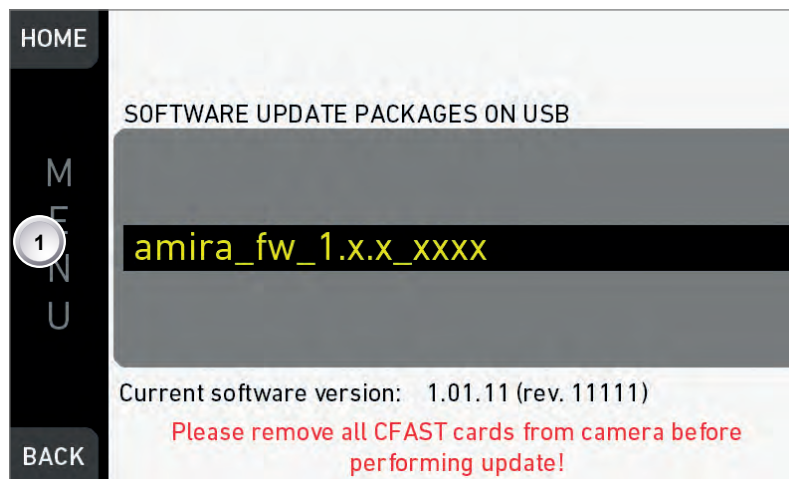 HOME
SOFTWARE UPDATE PACKAGES ON USB
M
E
N
U
1
amira_fw_1.x.x_xxxx
Current software version: 1.01.11 (rev. 11111)
Please remove all CFAST cards from camera before
performing update!
BACK